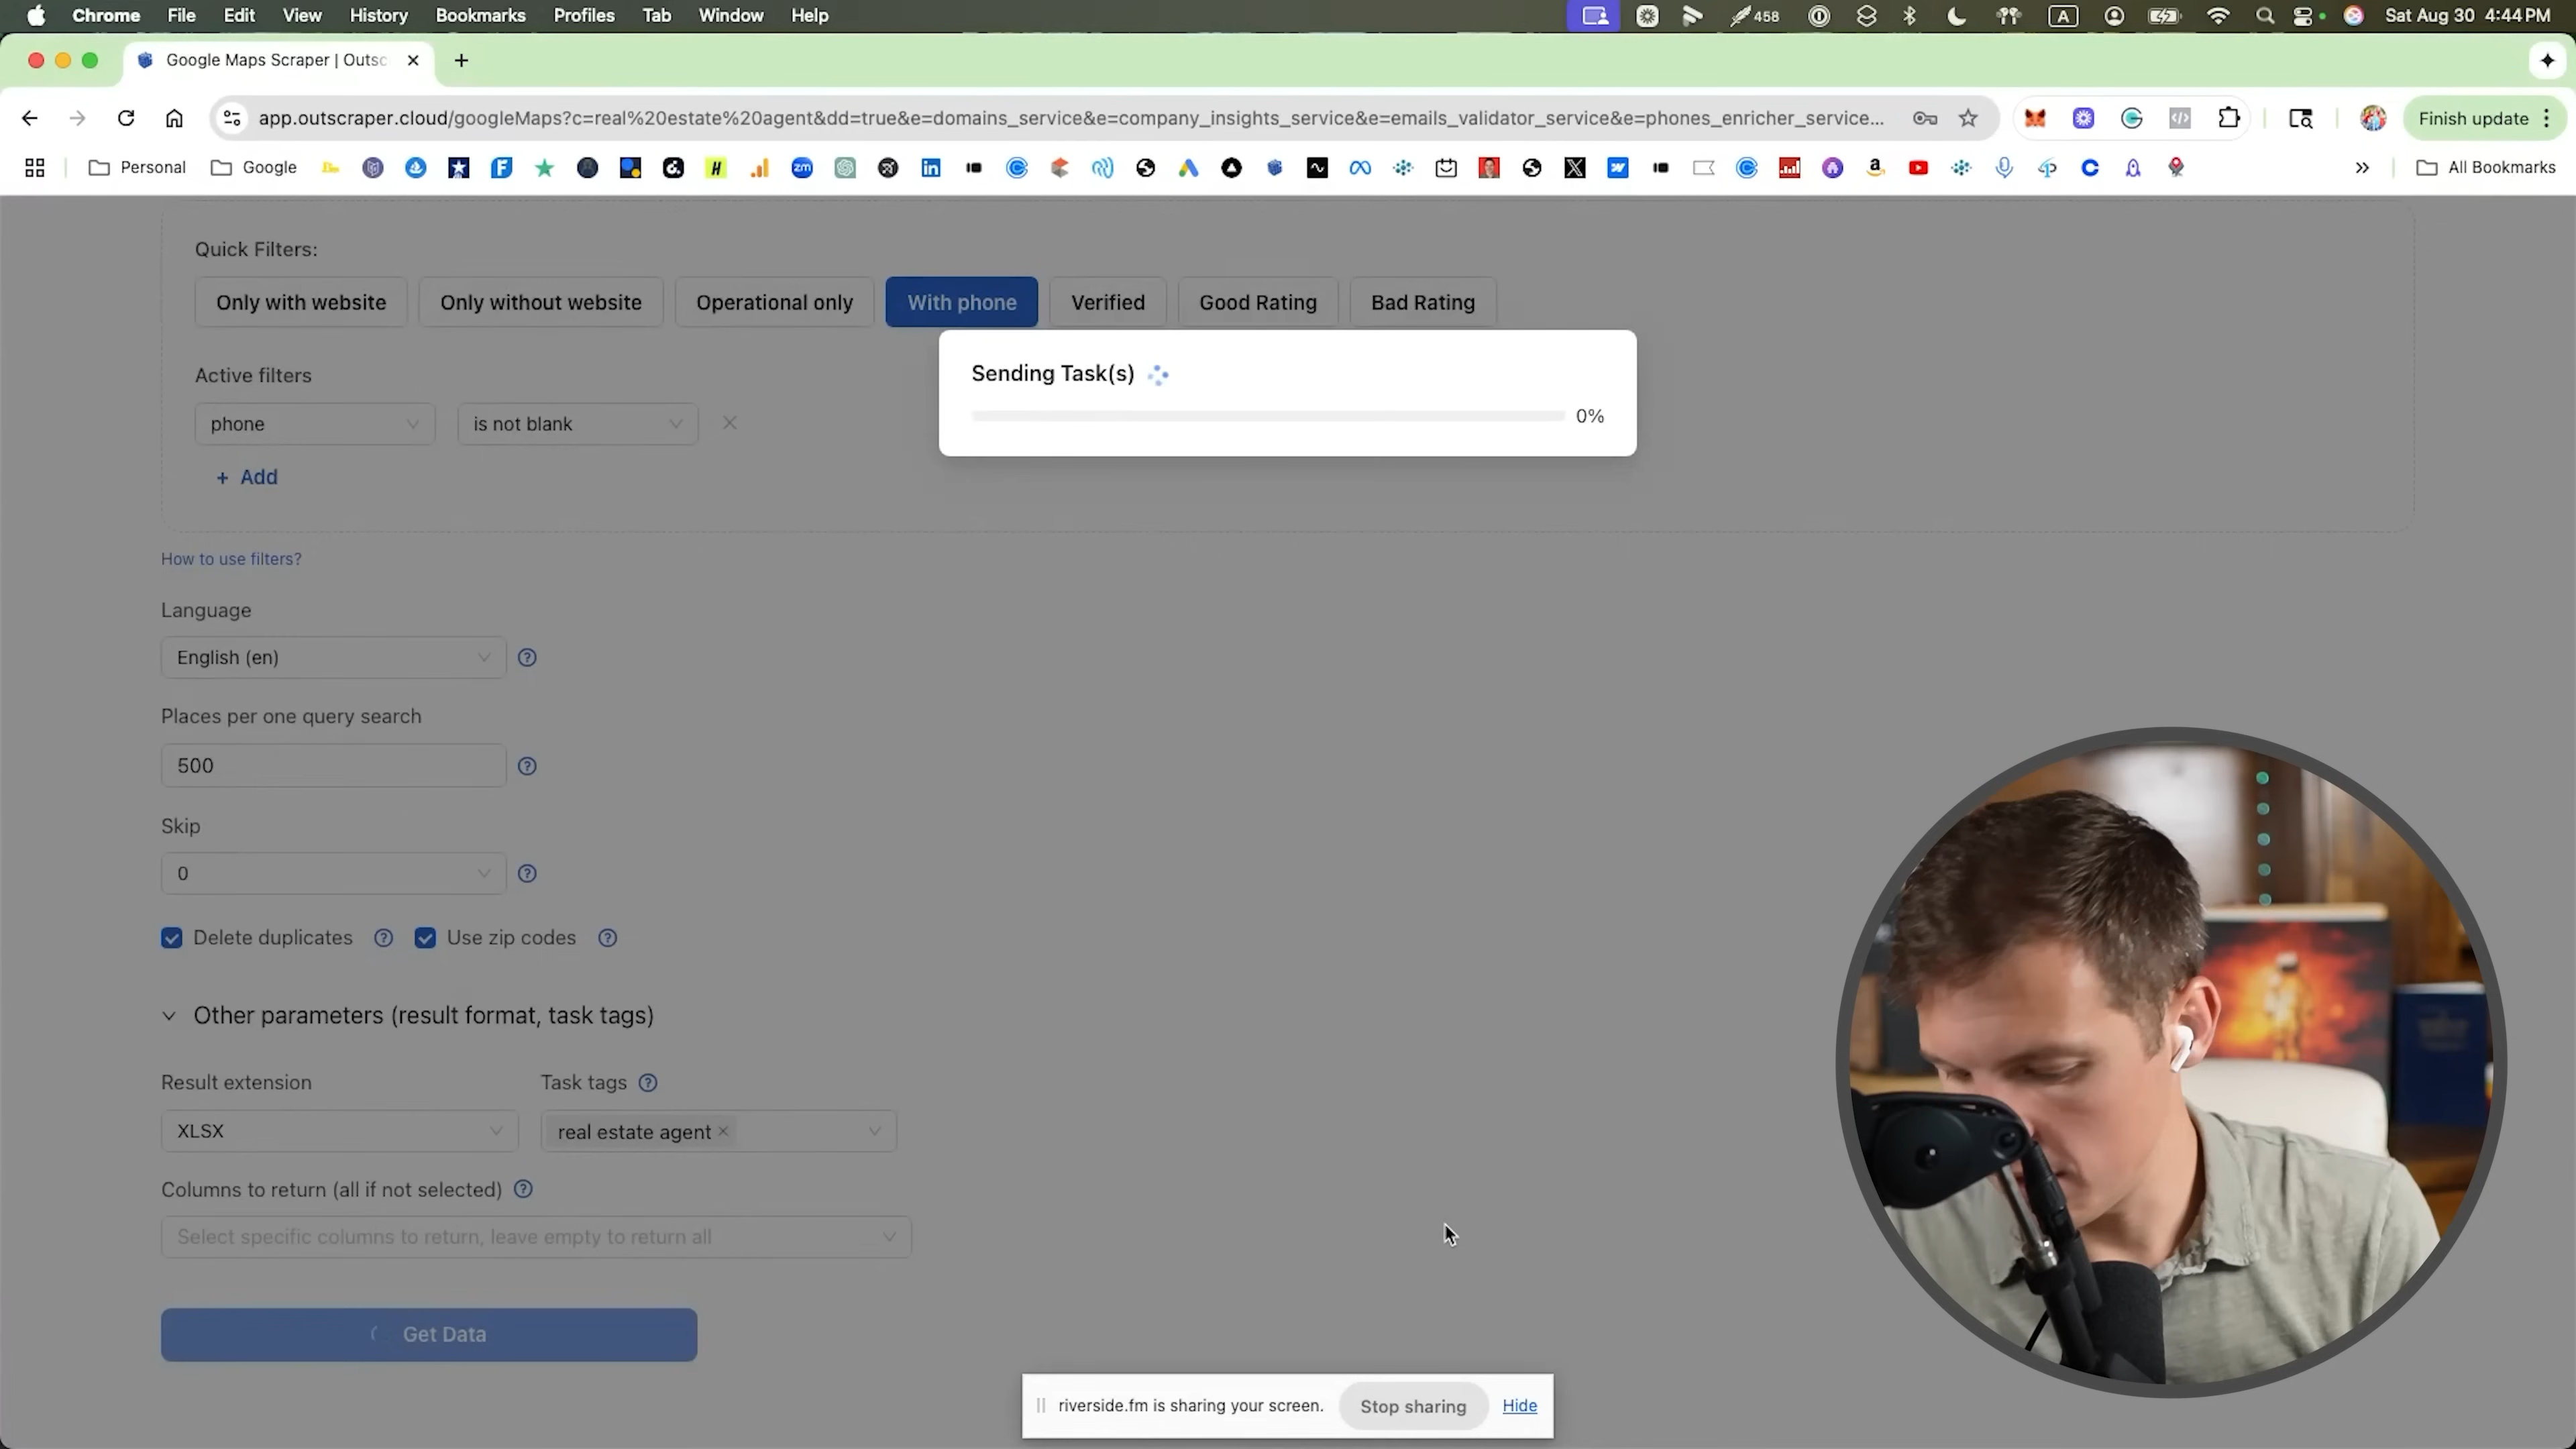 Chrome File Edit View History Bookmarks Profiles Tab Window Help 458 A Sat Aug 30 4:44 PM
Google Maps Scraper | Outsc
app.outscraper.cloud/googleMaps?c=real%20estate%20agent&dd=true&e=domains_service&e=company_insights_service&e=emails_validator_service&e=phones_enricher_service... Finish update
Personal Google All Bookmarks
Quick Filters:
Only with website Only without website Operational only With phone Verified Good Rating Bad Rating
Sending Task(s)
0%
Active filters
phone is not blank
+ Add
How to use filters?
Language
English (en)
Places per one query search
500
Skip
0
Delete duplicates Use zip codes
Other parameters (result format, task tags)
Result extension Task tags
XLSX real estate agent
Columns to return (all if not selected)
Select specific columns to return, leave empty to return all
Get Data
riverside.fm is sharing your screen. Stop sharing Hide